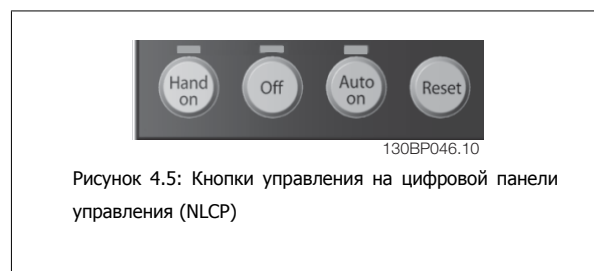 Hand on
Off
Auto on
Reset
130BP046.10
Рисунок 4.5: Кнопки управления на цифровой панели
управления (NLCP)